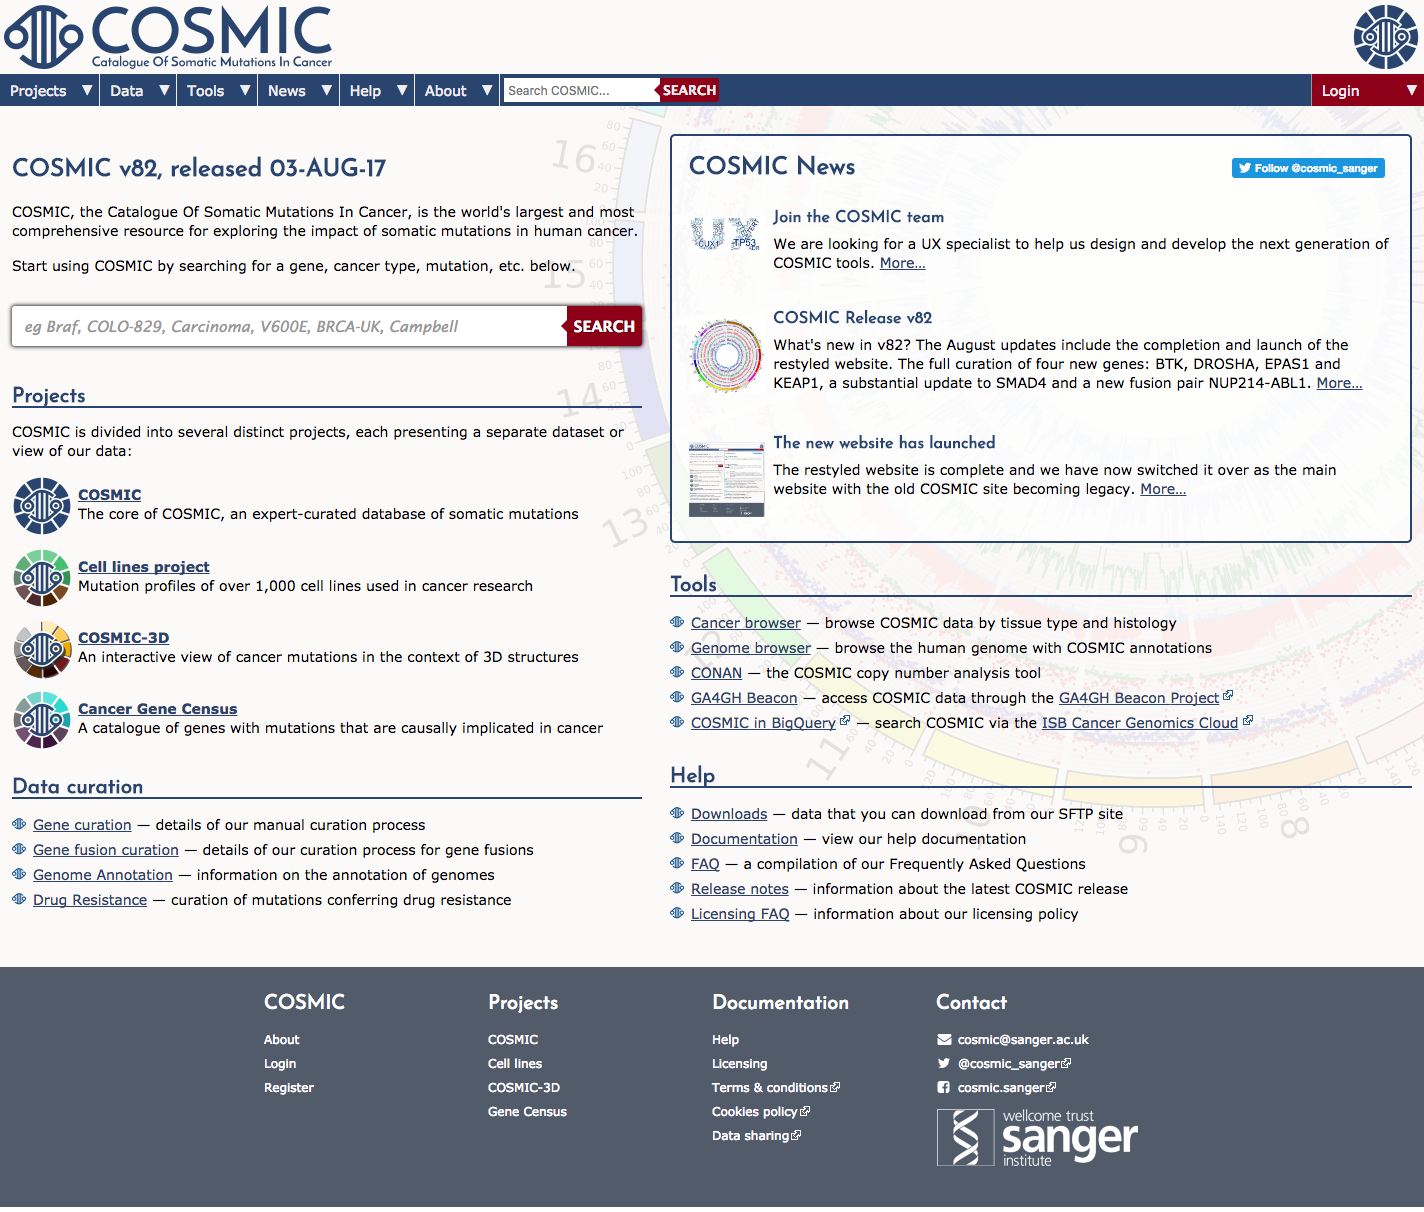 COSMIC
Catalogue Of Somatic Mutations In Cancer
Projects ▼ Data ▼ Tools ▼ News ▼ Help ▼ About ▼ Search COSMIC... SEARCH Login ▼
COSMIC v82, released 03-AUG-17
COSMIC, the Catalogue Of Somatic Mutations In Cancer, is the world's largest and most
comprehensive resource for exploring the impact of somatic mutations in human cancer.
Start using COSMIC by searching for a gene, cancer type, mutation, etc. below.
eg Braf, COLO-829, Carcinoma, V600E, BRCA-UK, Campbell SEARCH
Projects
COSMIC is divided into several distinct projects, each presenting a separate dataset or
view of our data:
COSMIC
The core of COSMIC, an expert-curated database of somatic mutations
Cell lines project
Mutation profiles of over 1,000 cell lines used in cancer research
COSMIC-3D
An interactive view of cancer mutations in the context of 3D structures
Cancer Gene Census
A catalogue of genes with mutations that are causally implicated in cancer
Data curation
Gene curation — details of our manual curation process
Gene fusion curation — details of our curation process for gene fusions
Genome Annotation — information on the annotation of genomes
Drug Resistance — curation of mutations conferring drug resistance
COSMIC News
Follow @cosmic_sanger
UX
CUX1
TP53
Join the COSMIC team
We are looking for a UX specialist to help us design and develop the next generation of
COSMIC tools. More...
COSMIC Release v82
What's new in v82? The August updates include the completion and launch of the
restyled website. The full curation of four new genes: BTK, DROSHA, EPAS1 and
KEAP1, a substantial update to SMAD4 and a new fusion pair NUP214-ABL1. More...
The new website has launched
The restyled website is complete and we have now switched it over as the main
website with the old COSMIC site becoming legacy. More...
Tools
Cancer browser — browse COSMIC data by tissue type and histology
Genome browser — browse the human genome with COSMIC annotations
CONAN — the COSMIC copy number analysis tool
GA4GH Beacon — access COSMIC data through the GA4GH Beacon Project
COSMIC in BigQuery — search COSMIC via the ISB Cancer Genomics Cloud
Help
Downloads — data that you can download from our SFTP site
Documentation — view our help documentation
FAQ — a compilation of our Frequently Asked Questions
Release notes — information about the latest COSMIC release
Licensing FAQ — information about our licensing policy
16
15
14
13
12
11
10
9
8
COSMIC
About
Login
Register
Projects
COSMIC
Cell lines
COSMIC-3D
Gene Census
Documentation
Help
Licensing
Terms & conditions
Cookies policy
Data sharing
Contact
cosmic@sanger.ac.uk
@cosmic_sanger
cosmic.sanger
wellcome trust
sanger
institute